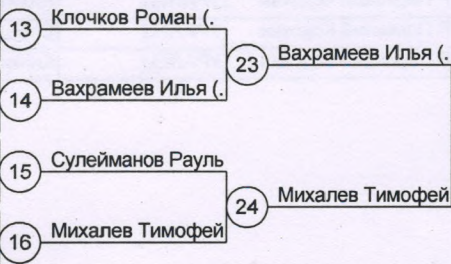 13 Клочков Роман (.
23 Вахрамеев Илья (.
14 Вахрамеев Илья (.
15 Сулейманов Рауль
24 Михалев Тимофей
16 Михалев Тимофей